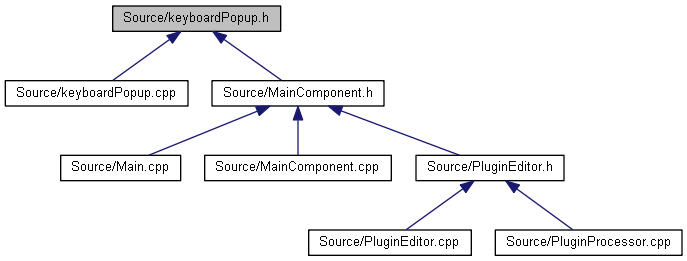 Source/keyboardPopup.h
Source/keyboardPopup.cpp
Source/MainComponent.h
Source/Main.cpp
Source/MainComponent.cpp
Source/PluginEditor.h
Source/PluginEditor.cpp
Source/PluginProcessor.cpp